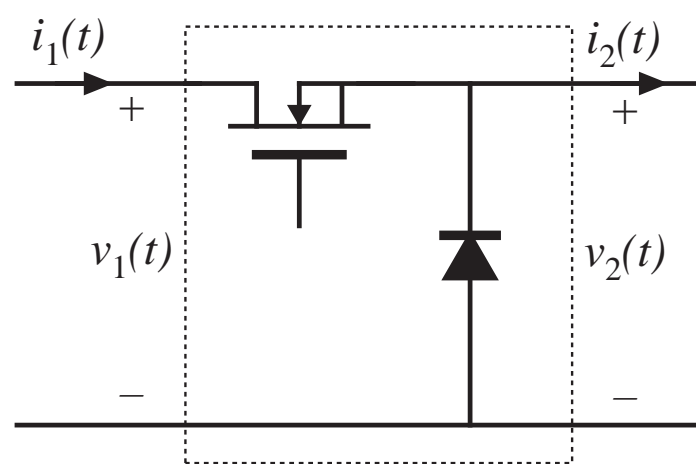 i₁(t) i₂(t)
+ +
v₁(t) v₂(t)
− −